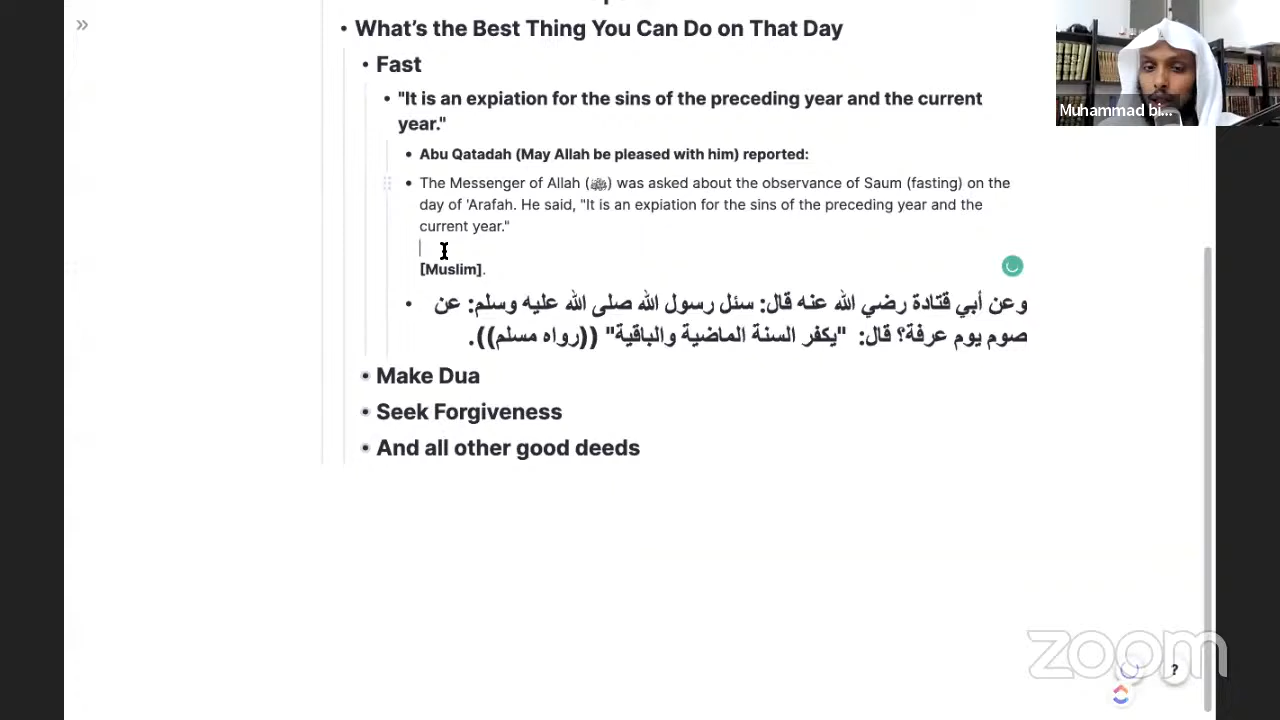 »
• What's the Best Thing You Can Do on That Day
• Fast
• "It is an expiation for the sins of the preceding year and the current
year."
• Abu Qatadah (May Allah be pleased with him) reported:
• The Messenger of Allah (ﷺ) was asked about the observance of Saum (fasting) on the
day of 'Arafah. He said, "It is an expiation for the sins of the preceding year and the
current year."
[Muslim].
• وعن أبي قتادة رضي الله عنه قال: سئل رسول الله صلى الله عليه وسلم: عن
صوم يوم عرفة؟ قال: "يكفر السنة الماضية والباقية" ((رواه مسلم)).
• Make Dua
• Seek Forgiveness
• And all other good deeds
Muhammad bi...
zoom
?